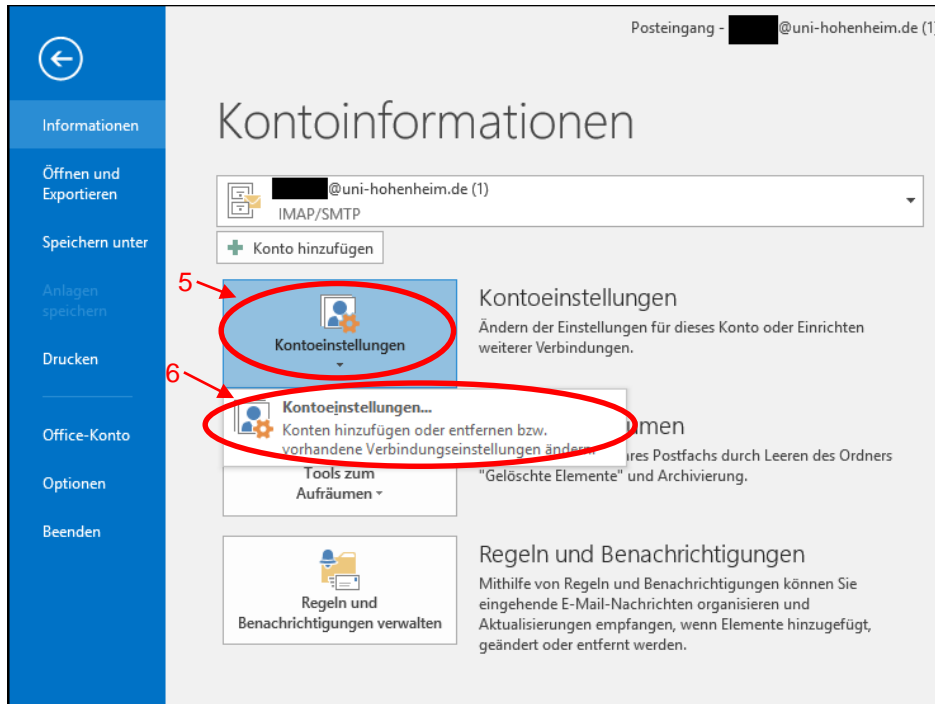 Posteingang - @uni-hohenheim.de (1)
Informationen
Öffnen und
Exportieren
Speichern unter
Anlagen
speichern
Drucken
Office-Konto
Optionen
Beenden
Kontoinformationen
@uni-hohenheim.de (1)
IMAP/SMTP
Konto hinzufügen
5
Kontoeinstellungen
Kontoeinstellungen
Ändern der Einstellungen für dieses Konto oder Einrichten
weiterer Verbindungen.
6
Kontoeinstellungen...
Konten hinzufügen oder entfernen bzw.
vorhandene Verbindungseinstellungen ändern.
umen
res Postfachs durch Leeren des Ordners
"Gelöschte Elemente" und Archivierung.
Tools zum
Aufräumen
Regeln und
Benachrichtigungen verwalten
Regeln und Benachrichtigungen
Mithilfe von Regeln und Benachrichtigungen können Sie
eingehende E-Mail-Nachrichten organisieren und
Aktualisierungen empfangen, wenn Elemente hinzugefügt,
geändert oder entfernt werden.